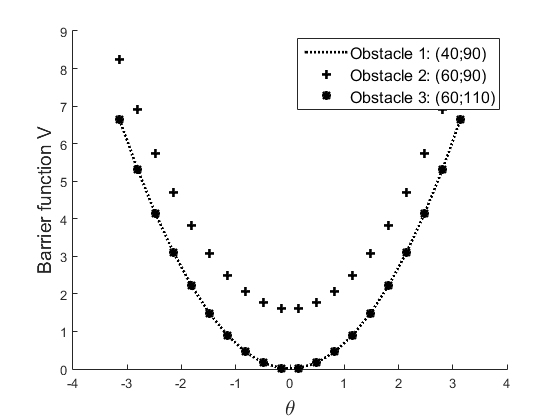 9
8
7
6
5
4
3
2
1
0
Barrier function V
Obstacle 1: (40;90)
Obstacle 2: (60;90)
Obstacle 3: (60;110)
-4 -3 -2 -1 0 1 2 3 4
θ